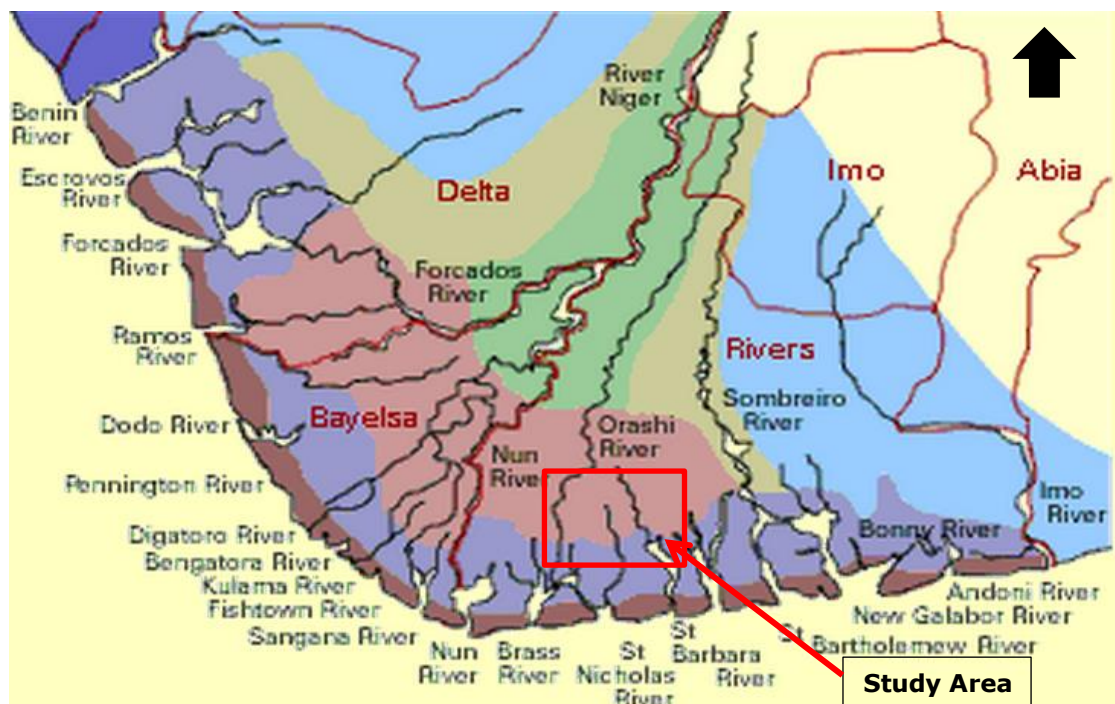 River
Niger
Benin
River
Imo
Abia
Escrovos
River
Delta
Forcados
River
Forcados
River
Ramos
River
Rivers
Sombreiro
River
Bayelsa
Dodo River
Orashi
River
Nun
River
Pennington River
Imo
River
Digatoro River
Bonny River
Bengatora River
Kulama River
Fishtown River
Sangana River
Andoni River
New Galabor River
St
Bartholemew River
Nun
River
Brass
River
St
Nicholas
River
St
Barbara
River
Study Area